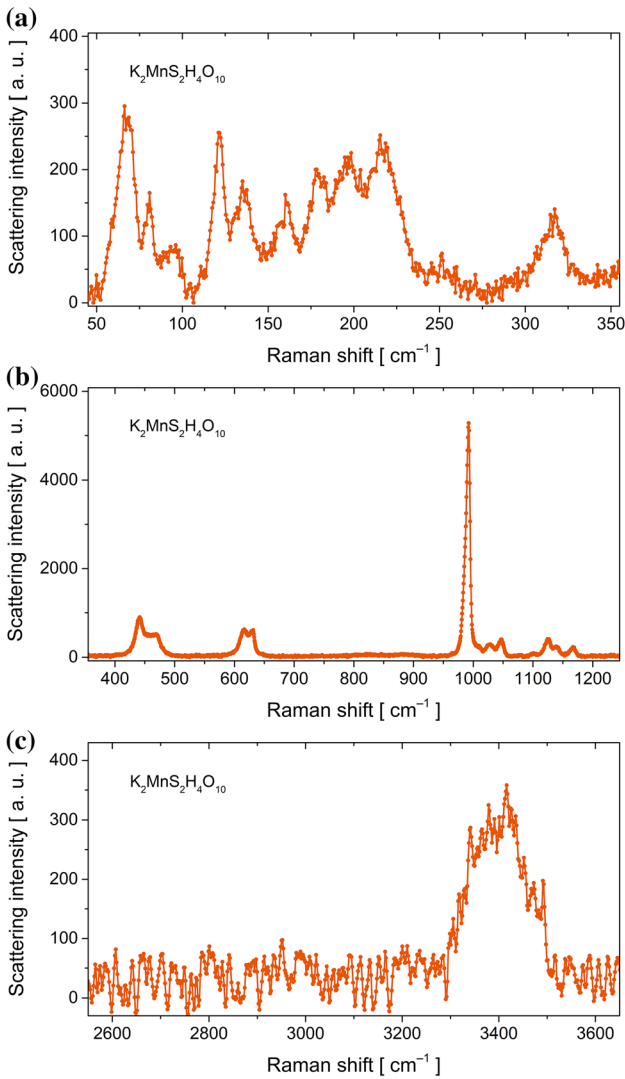 (a)
400
300
200
100
0
Scattering intensity [ a. u. ]
K₂MnS₂H₄O₁₀
50 100 150 200 250 300 350
Raman shift [ cm⁻¹ ]
(b)
6000
4000
2000
0
Scattering intensity [ a. u. ]
K₂MnS₂H₄O₁₀
400 500 600 700 800 900 1000 1100 1200
Raman shift [ cm⁻¹ ]
(c)
400
300
200
100
0
Scattering intensity [ a. u. ]
K₂MnS₂H₄O₁₀
2600 2800 3000 3200 3400 3600
Raman shift [ cm⁻¹ ]